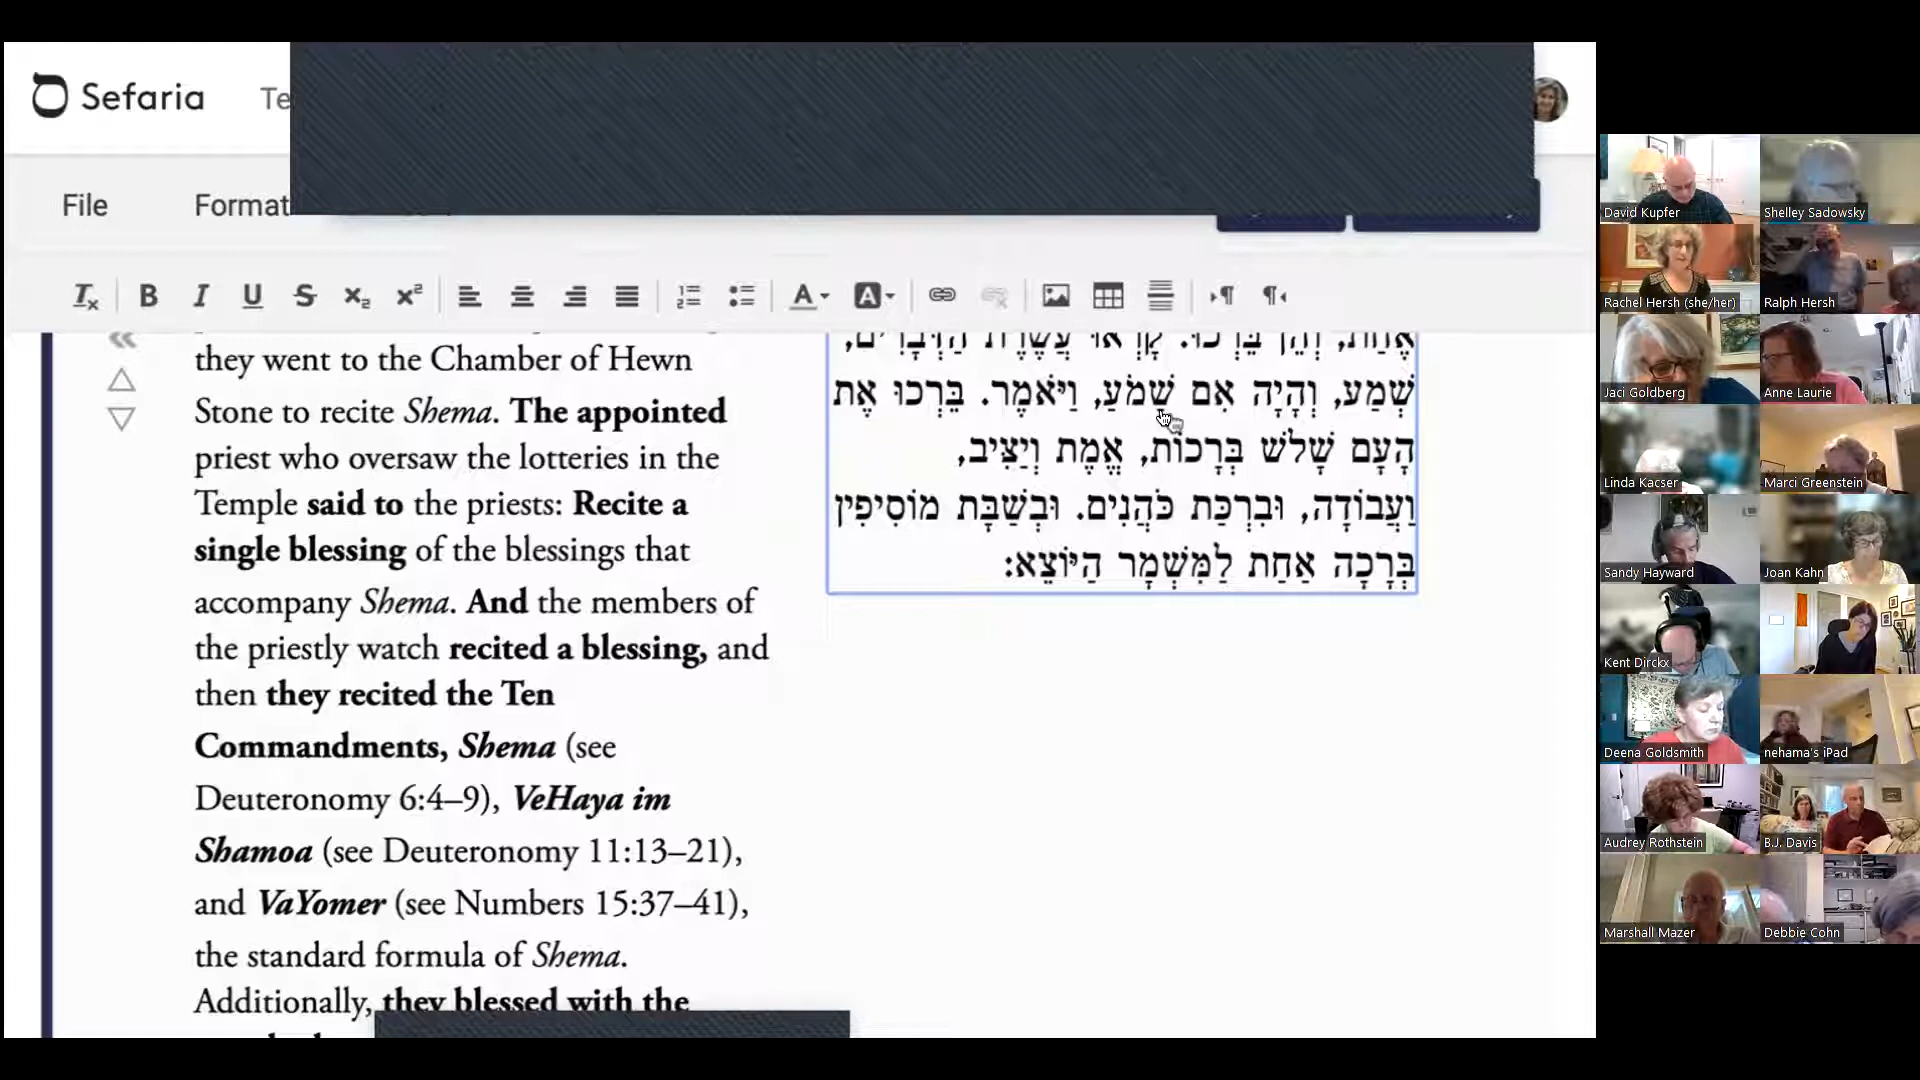 Sefaria
Te
File
Format
they went to the Chamber of Hewn
Stone to recite Shema. The appointed
priest who oversaw the lotteries in the
Temple said to the priests: Recite a
single blessing of the blessings that
accompany Shema. And the members of
the priestly watch recited a blessing, and
then they recited the Ten
Commandments, Shema (see
Deuteronomy 6:4–9), VeHaya im
Shamoa (see Deuteronomy 11:13–21),
and VaYomer (see Numbers 15:37–41),
the standard formula of Shema.
Additionally, they blessed with the
אַחַת, וְהֵן בֵּרְכוּ. קָרְאוּ עֲשֶׂרֶת הַדְּבָרִים,
שְׁמַע, וְהָיָה אִם שָׁמֹעַ, וַיֹּאמֶר. בֵּרְכוּ אֶת
הָעָם שָׁלֹשׁ בְּרָכוֹת, אֱמֶת וְיַצִּיב,
וַעֲבוֹדָה, וּבִרְכַּת כֹּהֲנִים. וּבְשַׁבָּת מוֹסִיפִין
בְּרָכָה אַחַת לַמִּשְׁמָר הַיּוֹצֵא:
David Kupfer
Shelley Sadowsky
Rachel Hersh (she/her)
Ralph Hersh
Jaci Goldberg
Anne Laurie
Linda Kacser
Marci Greenstein
Sandy Hayward
Joan Kahn
Kent Dirckx
Deena Goldsmith
nehama's iPad
Audrey Rothstein
B.J. Davis
Marshall Mazer
Debbie Cohn